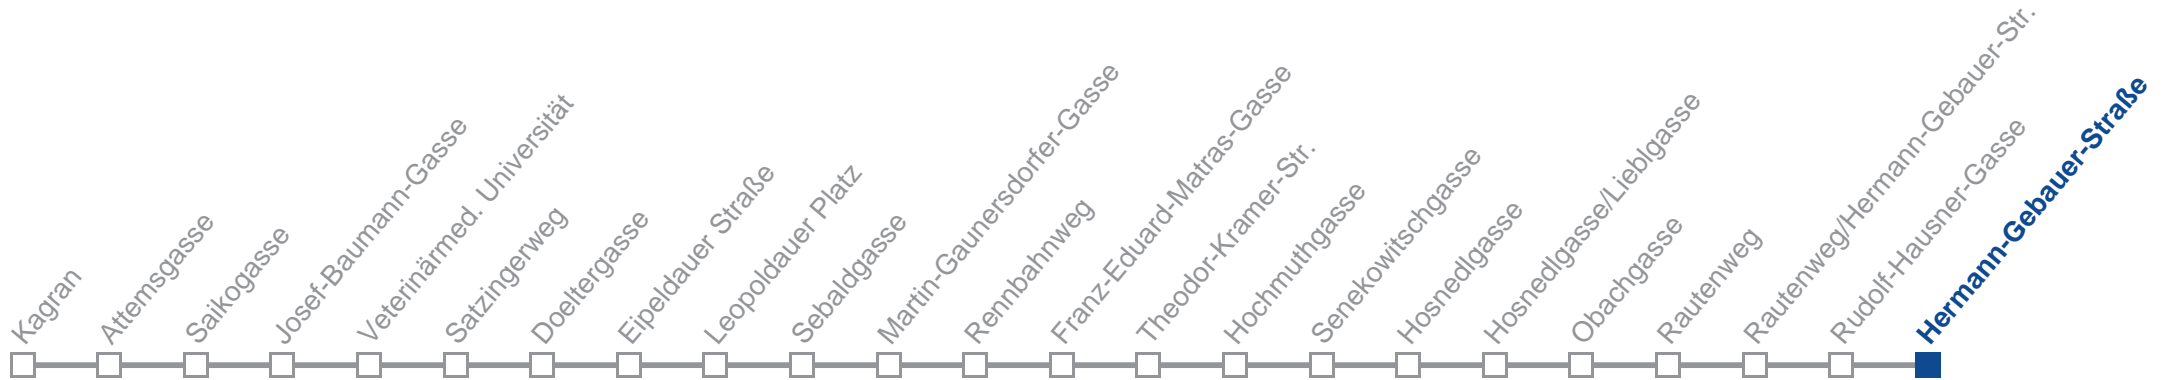 Kagran
Attemsgasse
Saikogasse
Josef-Baumann-Gasse
Veterinärmed. Universität
Satzingerweg
Doeltergasse
Eipeldauer Straße
Leopoldauer Platz
Sebaldgasse
Martin-Gaunersdorfer-Gasse
Rennbahnweg
Franz-Eduard-Matras-Gasse
Theodor-Kramer-Str.
Hochmuthgasse
Senekowitschgasse
Hosnedlgasse
Hosnedlgasse/Lieblgasse
Obachgasse
Rautenweg
Rautenweg/Hermann-Gebauer-Str.
Rudolf-Hausner-Gasse
Hermann-Gebauer-Straße